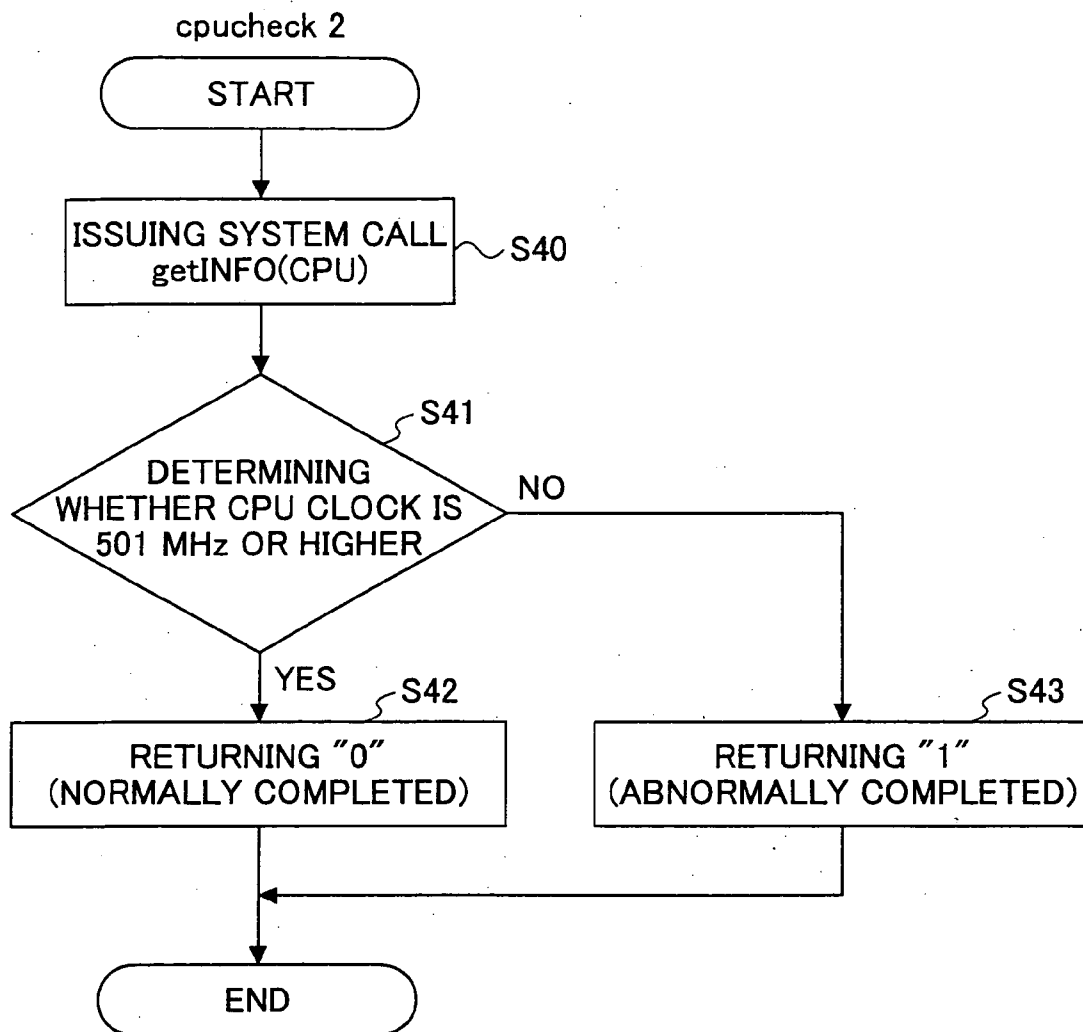 cpucheck 2
START
ISSUING SYSTEM CALL
getINFO(CPU)
S40
S41
DETERMINING
WHETHER CPU CLOCK IS
501 MHz OR HIGHER
NO
YES
S42
RETURNING "0"
(NORMALLY COMPLETED)
S43
RETURNING "1"
(ABNORMALLY COMPLETED)
END